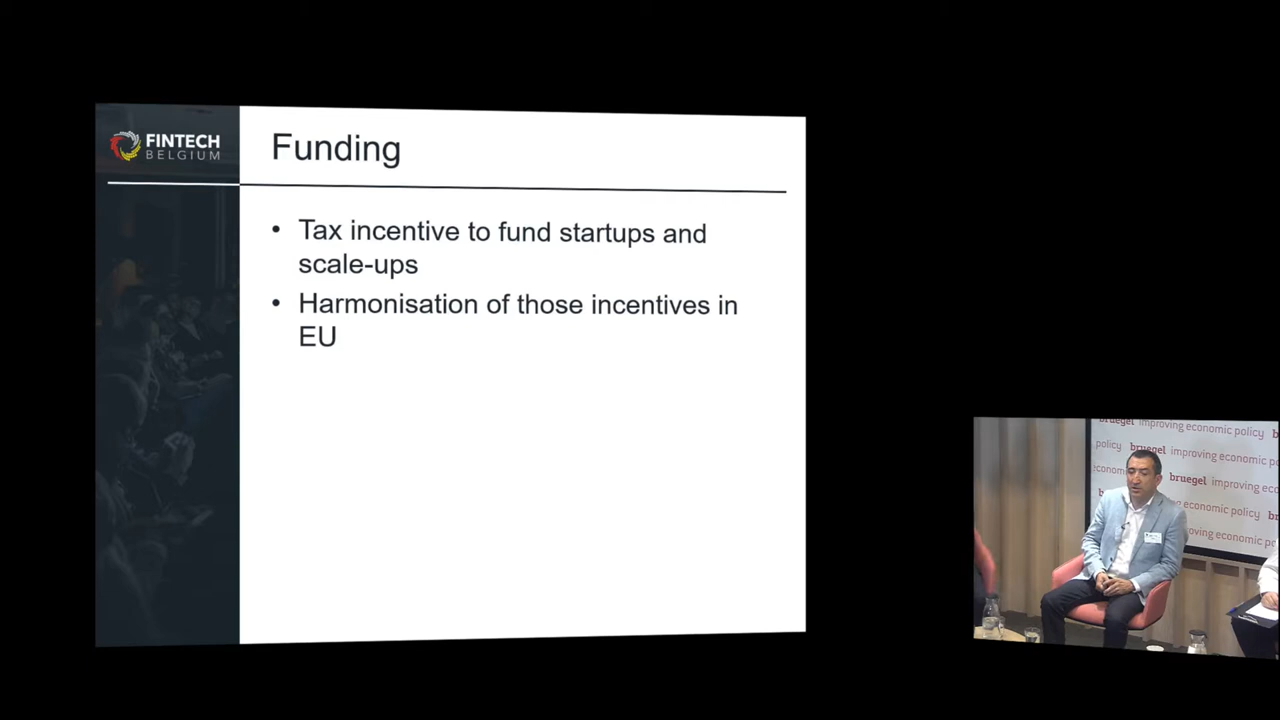 FINTECH
BELGIUM
Funding
• Tax incentive to fund startups and
scale-ups
• Harmonisation of those incentives in
EU
bruegel improving economic policy
policy bruegel improving economic policy
bruegel improving
economic policy
improving economic